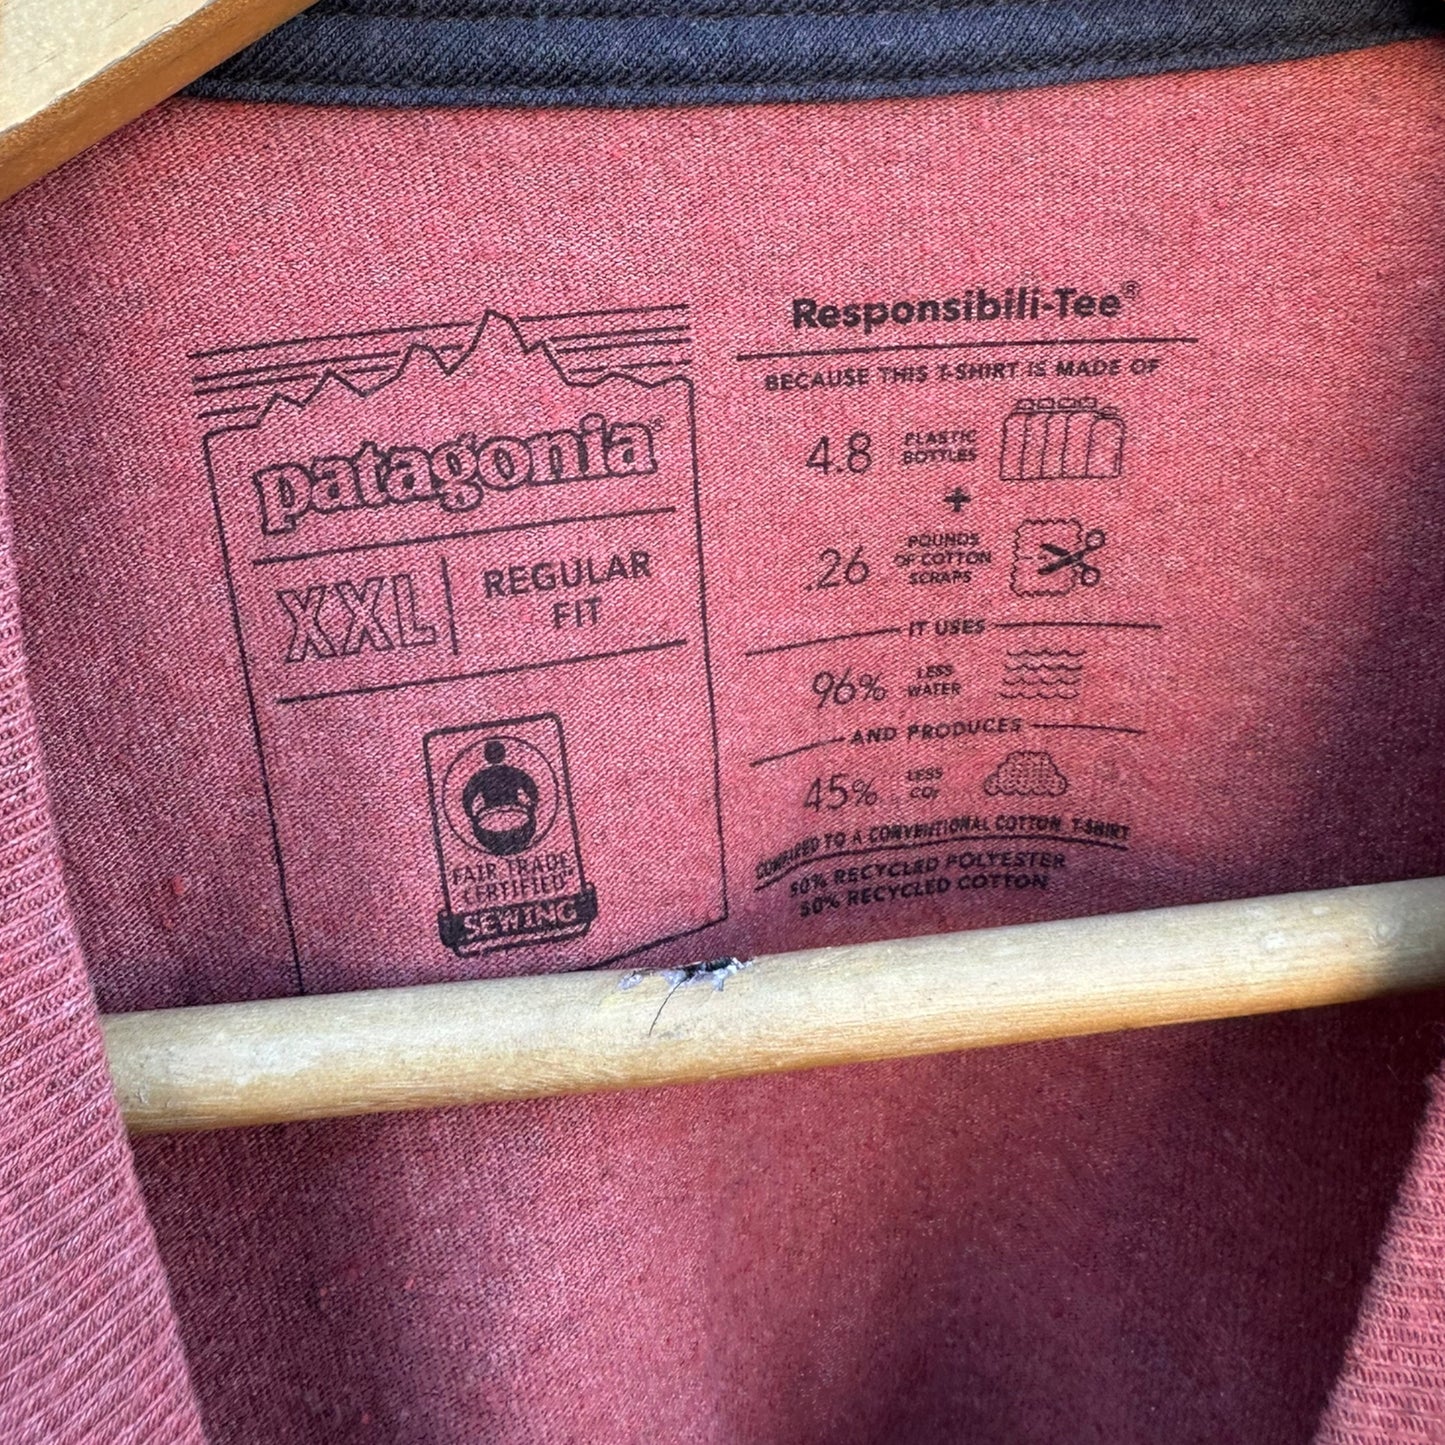 patagonia®
XXL
REGULAR
FIT
FAIR TRADE
CERTIFIED™
SEWING
Responsibili-Tee®
BECAUSE THIS T-SHIRT IS MADE OF
4.8 PLASTIC
BOTTLES
+
.26 POUNDS
OF COTTON
SCRAPS
IT USES
96% LESS
WATER
AND PRODUCES
45% LESS
CO₂
COMPARED TO A CONVENTIONAL COTTON T-SHIRT
50% RECYCLED POLYESTER
50% RECYCLED COTTON